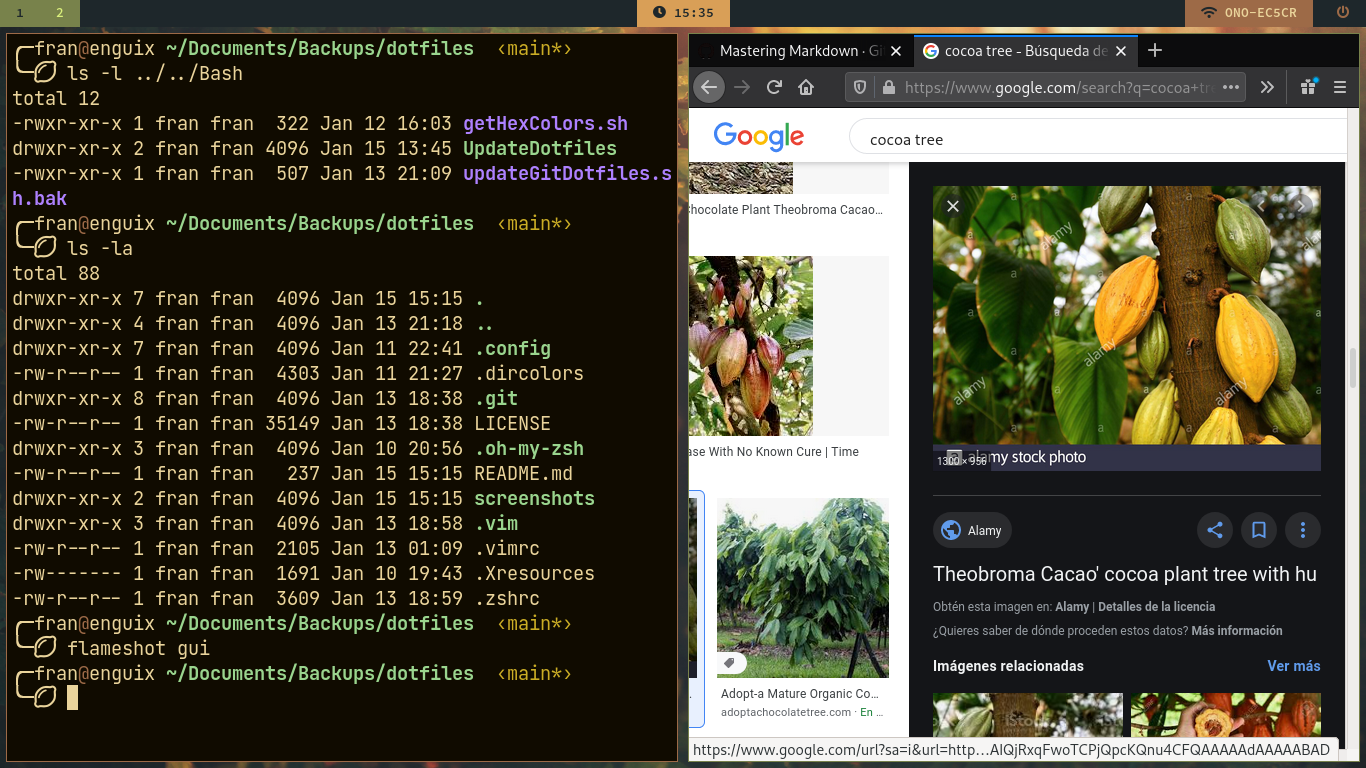 1 2
15:35
ONO-EC5CR
fran@enguix ~/Documents/Backups/dotfiles ‹main*›
ls -l ../../Bash
total 12
-rwxr-xr-x 1 fran fran 322 Jan 12 16:03 getHexColors.sh
drwxr-xr-x 2 fran fran 4096 Jan 15 13:45 UpdateDotfiles
-rwxr-xr-x 1 fran fran 507 Jan 13 21:09 updateGitDotfiles.s
h.bak
fran@enguix ~/Documents/Backups/dotfiles ‹main*›
ls -la
total 88
drwxr-xr-x 7 fran fran 4096 Jan 15 15:15 .
drwxr-xr-x 4 fran fran 4096 Jan 13 21:18 ..
drwxr-xr-x 7 fran fran 4096 Jan 11 22:41 .config
-rw-r--r-- 1 fran fran 4303 Jan 11 21:27 .dircolors
drwxr-xr-x 8 fran fran 4096 Jan 13 18:38 .git
-rw-r--r-- 1 fran fran 35149 Jan 13 18:38 LICENSE
drwxr-xr-x 3 fran fran 4096 Jan 10 20:56 .oh-my-zsh
-rw-r--r-- 1 fran fran 237 Jan 15 15:15 README.md
drwxr-xr-x 2 fran fran 4096 Jan 15 15:15 screenshots
drwxr-xr-x 3 fran fran 4096 Jan 13 18:58 .vim
-rw-r--r-- 1 fran fran 2105 Jan 13 01:09 .vimrc
-rw------- 1 fran fran 1691 Jan 10 19:43 .Xresources
-rw-r--r-- 1 fran fran 3609 Jan 13 18:59 .zshrc
fran@enguix ~/Documents/Backups/dotfiles ‹main*›
flameshot gui
fran@enguix ~/Documents/Backups/dotfiles ‹main*›
Mastering Markdown · Gi
cocoa tree - Búsqueda de
https://www.google.com/search?q=cocoa+tre
Google
cocoa tree
Chocolate Plant Theobroma Cacao…
ase With No Known Cure | Time
Adopt-a Mature Organic Co…
adoptachocolatetree.com · En …
alamy
alamy
alamy
alamy
a
a
a
a
a
alamy stock photo
1300 × 956
Alamy
Theobroma Cacao' cocoa plant tree with hu
Obtén esta imagen en: Alamy | Detalles de la licencia
¿Quieres saber de dónde proceden estos datos? Más información
Imágenes relacionadas
Ver más
iStock
https://www.google.com/url?sa=i&url=http…AIQjRxqFwoTCPjQpcKQnu4CFQAAAAAdAAAAABAD